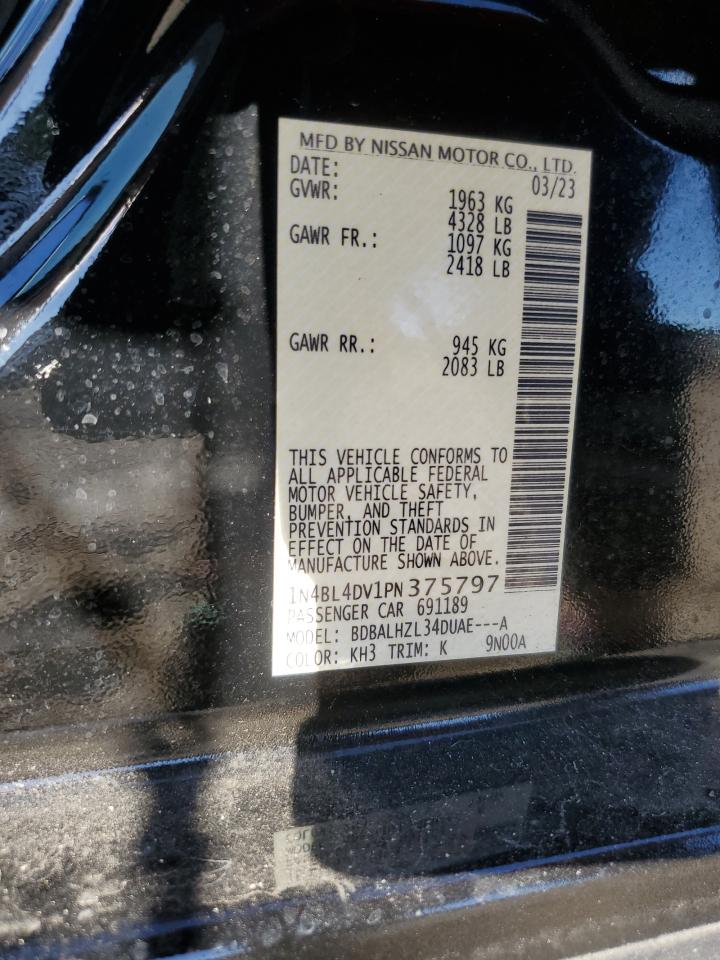 MFD BY NISSAN MOTOR CO., LTD.
DATE: 03/23
GVWR: 1963 KG
4328 LB
GAWR FR.: 1097 KG
2418 LB
GAWR RR.: 945 KG
2083 LB
THIS VEHICLE CONFORMS TO
ALL APPLICABLE FEDERAL
MOTOR VEHICLE SAFETY,
BUMPER, AND THEFT
PREVENTION STANDARDS IN
EFFECT ON THE DATE OF
MANUFACTURE SHOWN ABOVE.
1N4BL4DV1PN375797
PASSENGER CAR 691189
MODEL: BDBALHZL34DUAE---A
COLOR: KH3 TRIM: K 9N00A